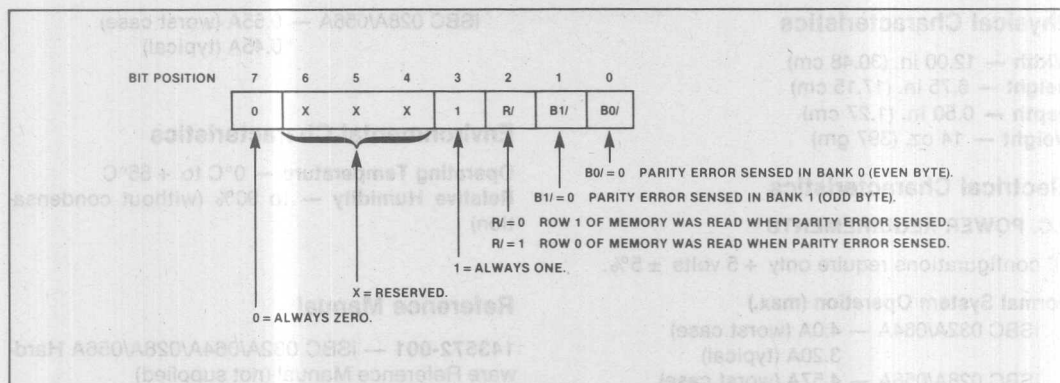 BIT POSITION 7 6 5 4 3 2 1 0
0 X X X 1 R/ B1/ B0/
B0/ = 0 PARITY ERROR SENSED IN BANK 0 (EVEN BYTE).
B1/ = 0 PARITY ERROR SENSED IN BANK 1 (ODD BYTE).
R/ = 0 ROW 1 OF MEMORY WAS READ WHEN PARITY ERROR SENSED.
R/ = 1 ROW 0 OF MEMORY WAS READ WHEN PARITY ERROR SENSED.
1 = ALWAYS ONE.
X = RESERVED.
0 = ALWAYS ZERO.